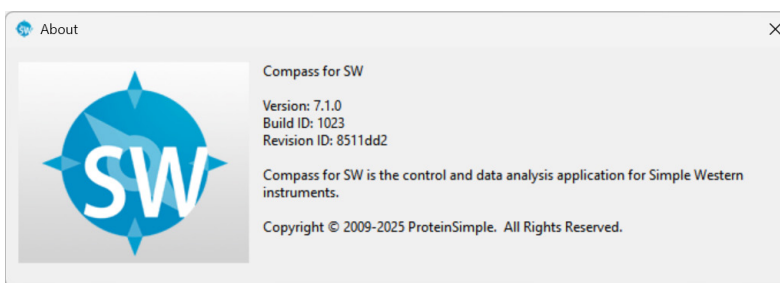 SW About
SW
Compass for SW
Version: 7.1.0
Build ID: 1023
Revision ID: 8511dd2
Compass for SW is the control and data analysis application for Simple Western
instruments.
Copyright © 2009-2025 ProteinSimple.  All Rights Reserved.